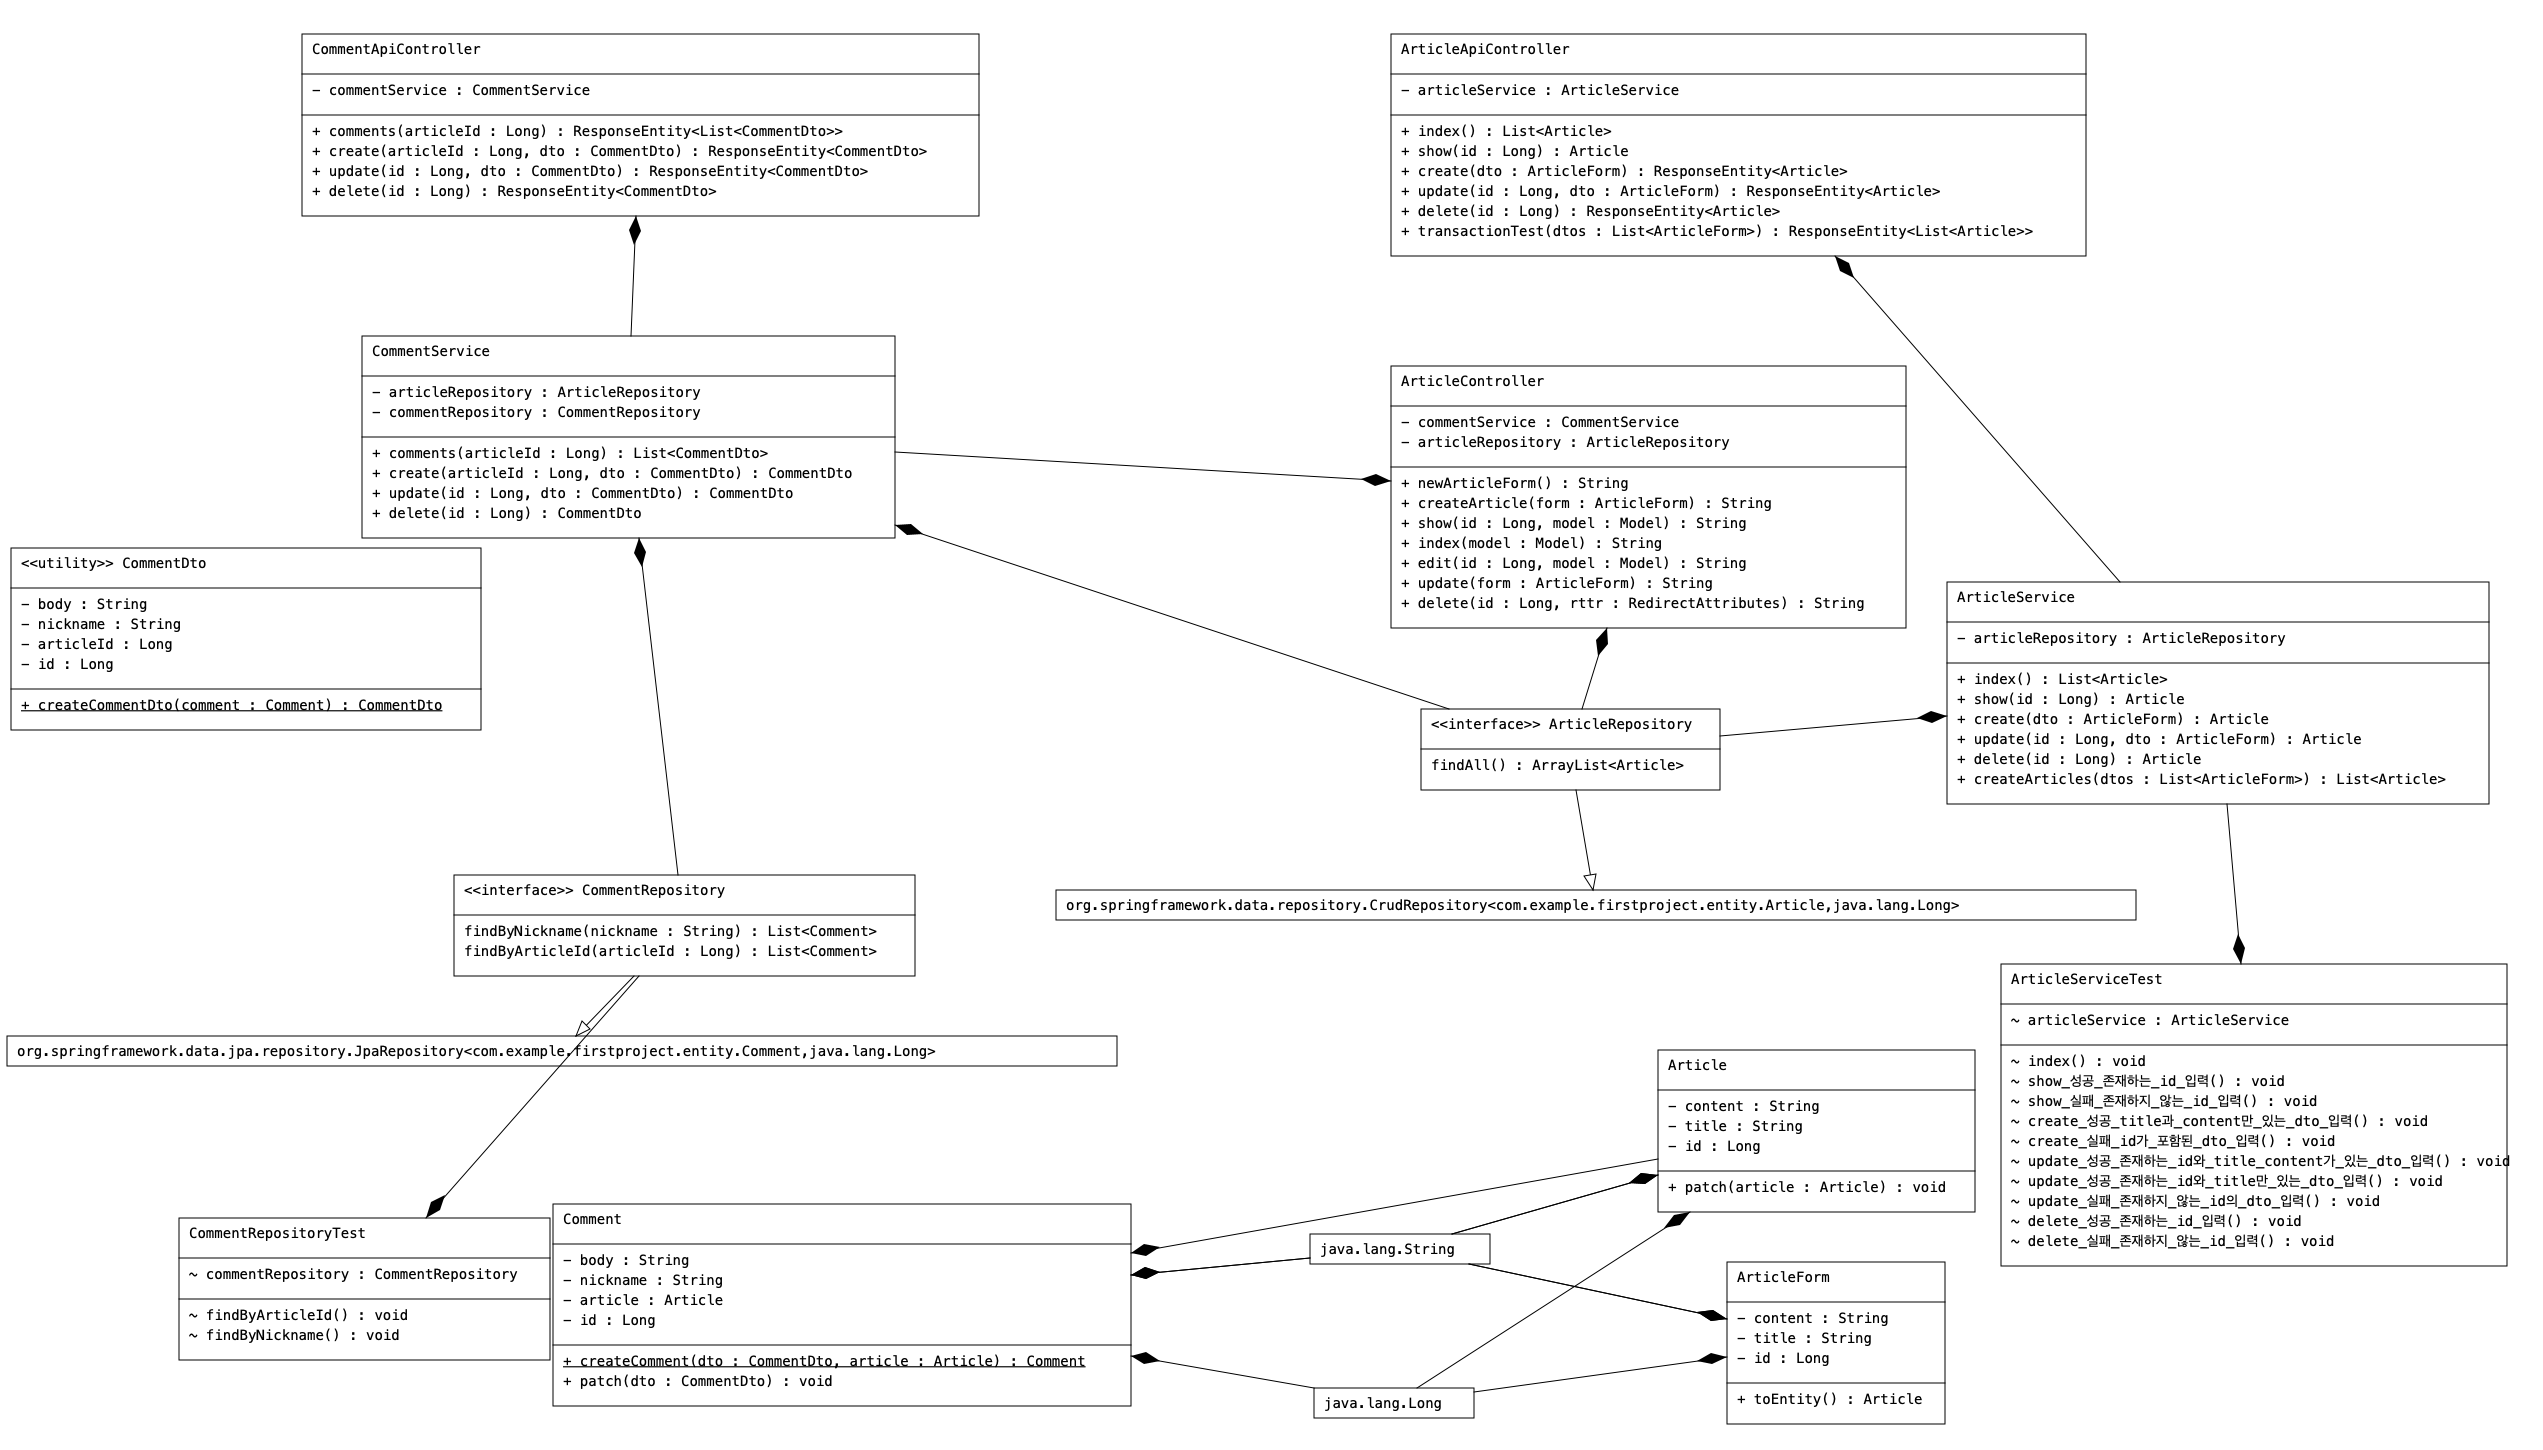 CommentApiController
− commentService : CommentService
+ comments(articleId : Long) : ResponseEntity<List<CommentDto>>
+ create(articleId : Long, dto : CommentDto) : ResponseEntity<CommentDto>
+ update(id : Long, dto : CommentDto) : ResponseEntity<CommentDto>
+ delete(id : Long) : ResponseEntity<CommentDto>
ArticleApiController
− articleService : ArticleService
+ index() : List<Article>
+ show(id : Long) : Article
+ create(dto : ArticleForm) : ResponseEntity<Article>
+ update(id : Long, dto : ArticleForm) : ResponseEntity<Article>
+ delete(id : Long) : ResponseEntity<Article>
+ transactionTest(dtos : List<ArticleForm>) : ResponseEntity<List<Article>>
CommentService
− articleRepository : ArticleRepository
− commentRepository : CommentRepository
+ comments(articleId : Long) : List<CommentDto>
+ create(articleId : Long, dto : CommentDto) : CommentDto
+ update(id : Long, dto : CommentDto) : CommentDto
+ delete(id : Long) : CommentDto
ArticleController
− commentService : CommentService
− articleRepository : ArticleRepository
+ newArticleForm() : String
+ createArticle(form : ArticleForm) : String
+ show(id : Long, model : Model) : String
+ index(model : Model) : String
+ edit(id : Long, model : Model) : String
+ update(form : ArticleForm) : String
+ delete(id : Long, rttr : RedirectAttributes) : String
<<utility>> CommentDto
− body : String
− nickname : String
− articleId : Long
− id : Long
+ createCommentDto(comment : Comment) : CommentDto
ArticleService
− articleRepository : ArticleRepository
+ index() : List<Article>
+ show(id : Long) : Article
+ create(dto : ArticleForm) : Article
+ update(id : Long, dto : ArticleForm) : Article
+ delete(id : Long) : Article
+ createArticles(dtos : List<ArticleForm>) : List<Article>
<<interface>> ArticleRepository
findAll() : ArrayList<Article>
<<interface>> CommentRepository
findByNickname(nickname : String) : List<Comment>
findByArticleId(articleId : Long) : List<Comment>
org.springframework.data.repository.CrudRepository<com.example.firstproject.entity.Article,java.lang.Long>
org.springframework.data.jpa.repository.JpaRepository<com.example.firstproject.entity.Comment,java.lang.Long>
ArticleServiceTest
~ articleService : ArticleService
~ index() : void
~ show_성공_존재하는_id_입력() : void
~ show_실패_존재하지_않는_id_입력() : void
~ create_성공_title과_content만_있는_dto_입력() : void
~ create_실패_id가_포함된_dto_입력() : void
~ update_성공_존재하는_id와_title_content가_있는_dto_입력() : void
~ update_성공_존재하는_id와_title만_있는_dto_입력() : void
~ update_실패_존재하지_않는_id의_dto_입력() : void
~ delete_성공_존재하는_id_입력() : void
~ delete_실패_존재하지_않는_id_입력() : void
Article
− content : String
− title : String
− id : Long
+ patch(article : Article) : void
CommentRepositoryTest
~ commentRepository : CommentRepository
~ findByArticleId() : void
~ findByNickname() : void
Comment
− body : String
− nickname : String
− article : Article
− id : Long
+ createComment(dto : CommentDto, article : Article) : Comment
+ patch(dto : CommentDto) : void
java.lang.String
ArticleForm
− content : String
− title : String
− id : Long
+ toEntity() : Article
java.lang.Long